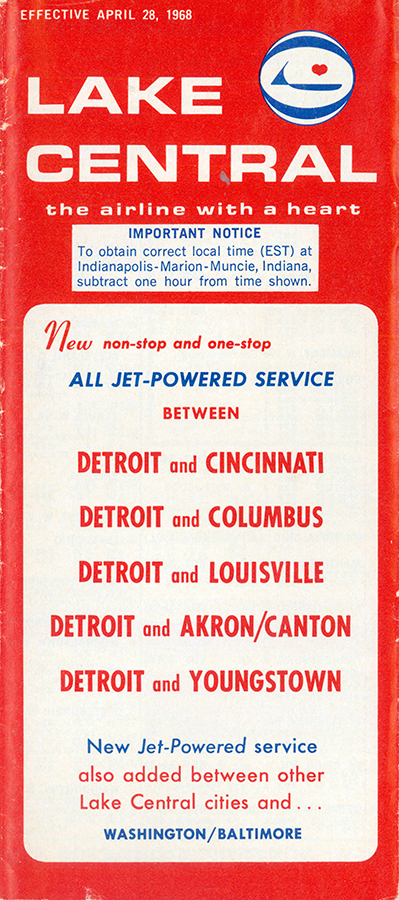 EFFECTIVE APRIL 28, 1968
LAKE
CENTRAL
the airline with a heart
IMPORTANT NOTICE
To obtain correct local time (EST) at
Indianapolis-Marion-Muncie, Indiana,
subtract one hour from time shown.
New non-stop and one-stop
ALL JET-POWERED SERVICE
BETWEEN
DETROIT and CINCINNATI
DETROIT and COLUMBUS
DETROIT and LOUISVILLE
DETROIT and AKRON/CANTON
DETROIT and YOUNGSTOWN
New Jet-Powered service
also added between other
Lake Central cities and...
WASHINGTON/BALTIMORE